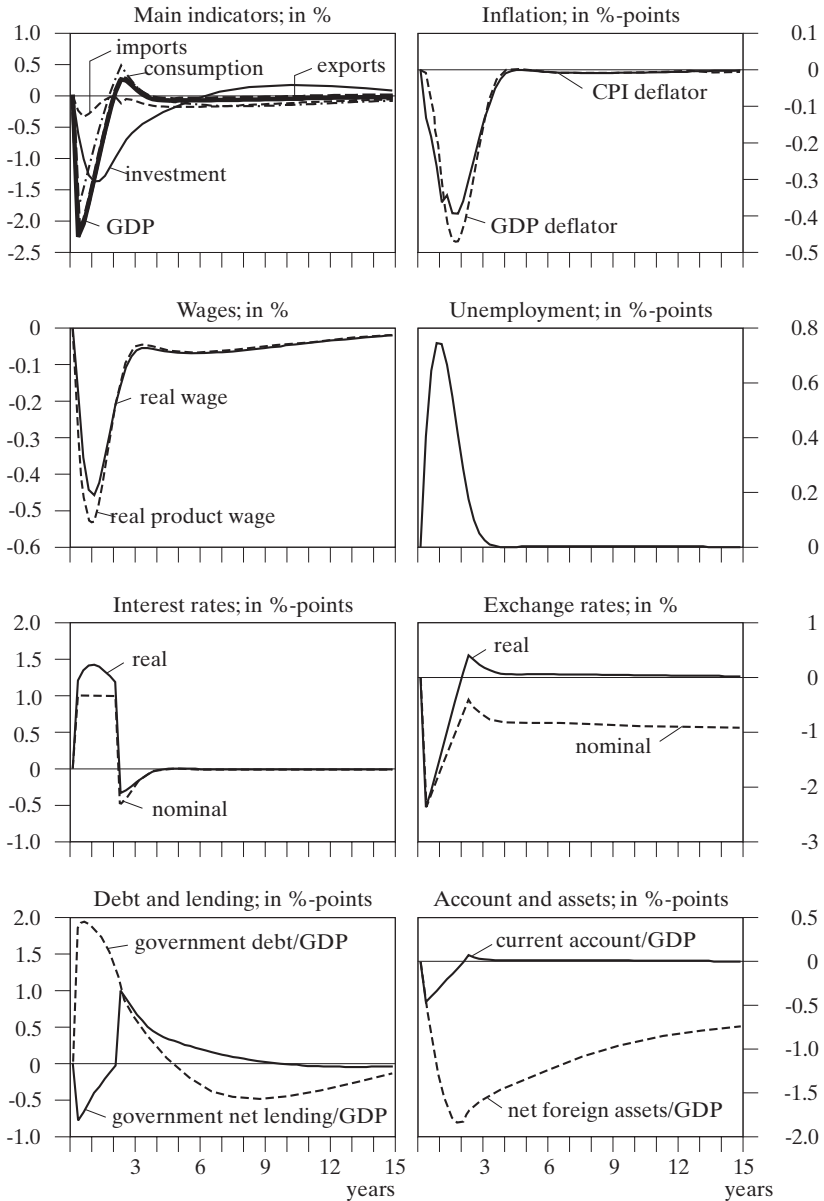 Main indicators; in %
Inflation; in %-points
1.0
0.5
0
-0.5
-1.0
-1.5
-2.0
-2.5
imports
consumption
exports
investment
GDP
0.1
0
-0.1
-0.2
-0.3
-0.4
-0.5
CPI deflator
GDP deflator
Wages; in %
Unemployment; in %-points
0
-0.1
-0.2
-0.3
-0.4
-0.5
-0.6
real wage
real product wage
0.8
0.6
0.4
0.2
0
Interest rates; in %-points
Exchange rates; in %
2.0
1.5
1.0
0.5
0
-0.5
-1.0
real
nominal
1
0
-1
-2
-3
real
nominal
Debt and lending; in %-points
Account and assets; in %-points
2.0
1.5
1.0
0.5
0
-0.5
-1.0
government debt/GDP
government net lending/GDP
0.5
0
-0.5
-1.0
-1.5
-2.0
current account/GDP
net foreign assets/GDP
3 6 9 12 15
years
3 6 9 12 15
years